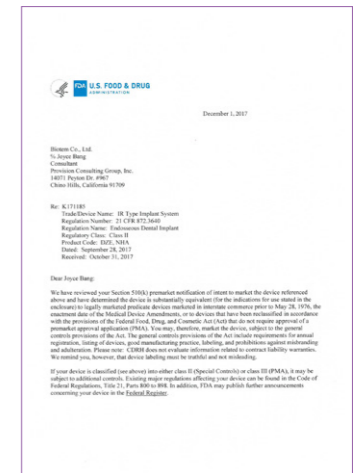 FDA U.S. FOOD & DRUG
ADMINISTRATION
December 1, 2017
Biotem Co., Ltd.
% Joyce Bang
Consultant
Provision Consulting Group, Inc.
14071 Peyton Dr. #967
Chino Hills, California 91709
Re: K171185
Trade/Device Name: IR Type Implant System
Regulation Number: 21 CFR 872.3640
Regulation Name: Endosseous Dental Implant
Regulatory Class: Class II
Product Code: DZE, NHA
Dated: September 28, 2017
Received: October 31, 2017
Dear Joyce Bang:
We have reviewed your Section 510(k) premarket notification of intent to market the device referenced
above and have determined the device is substantially equivalent (for the indications for use stated in the
enclosure) to legally marketed predicate devices marketed in interstate commerce prior to May 28, 1976, the
enactment date of the Medical Device Amendments, or to devices that have been reclassified in accordance
with the provisions of the Federal Food, Drug, and Cosmetic Act (Act) that do not require approval of a
premarket approval application (PMA). You may, therefore, market the device, subject to the general
controls provisions of the Act. The general controls provisions of the Act include requirements for annual
registration, listing of devices, good manufacturing practice, labeling, and prohibitions against misbranding
and adulteration. Please note: CDRH does not evaluate information related to contract liability warranties.
We remind you, however, that device labeling must be truthful and not misleading.
If your device is classified (see above) into either class II (Special Controls) or class III (PMA), it may be
subject to additional controls. Existing major regulations affecting your device can be found in the Code of
Federal Regulations, Title 21, Parts 800 to 898. In addition, FDA may publish further announcements
concerning your device in the Federal Register.